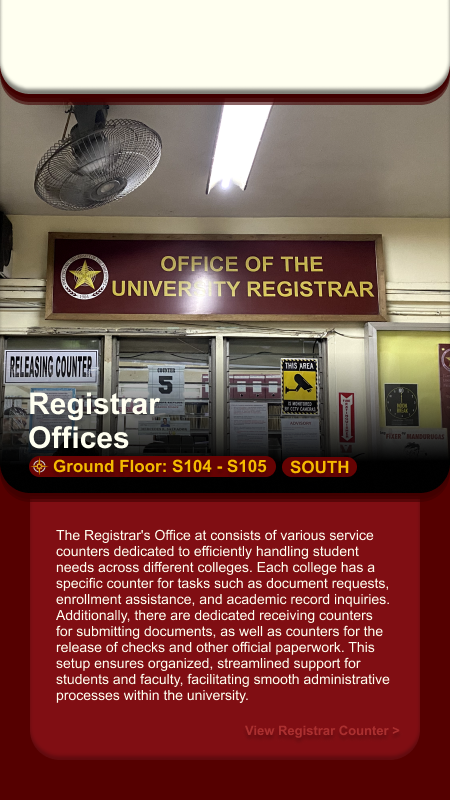 OFFICE OF THE
UNIVERSITY REGISTRAR
RELEASING COUNTER
COUNTER
5
THIS AREA
IS MONITORED
BY CCTV CAMERAS
Registrar
Offices
Ground Floor: S104 - S105
SOUTH
The Registrar's Office at consists of various service
counters dedicated to efficiently handling student
needs across different colleges. Each college has a
specific counter for tasks such as document requests,
enrollment assistance, and academic record inquiries.
Additionally, there are dedicated receiving counters
for submitting documents, as well as counters for the
release of checks and other official paperwork. This
setup ensures organized, streamlined support for
students and faculty, facilitating smooth administrative
processes within the university.
View Registrar Counter >